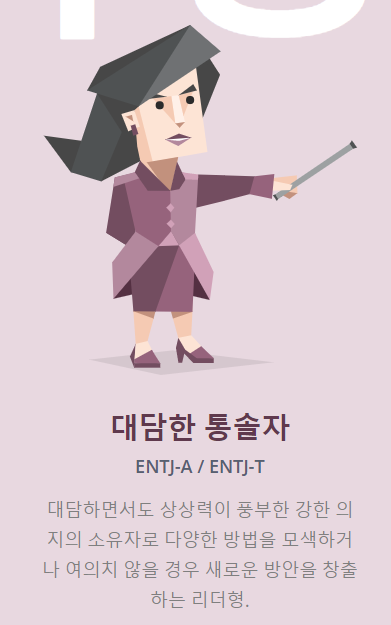 대담한 통솔자
ENTJ-A / ENTJ-T
대담하면서도 상상력이 풍부한 강한 의
지의 소유자로 다양한 방법을 모색하거
나 여의치 않을 경우 새로운 방안을 창출
하는 리더형.